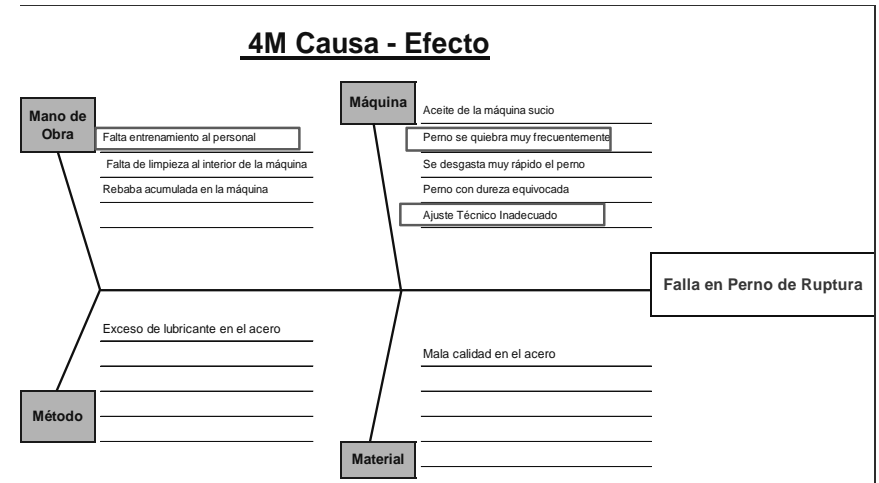 4M Causa - Efecto
Mano de
Obra
Falta entrenamiento al personal
Falta de limpieza al interior de la máquina
Rebaba acumulada en la máquina
Máquina
Aceite de la máquina sucio
Perno se quiebra muy frecuentemente
Se desgasta muy rápido el perno
Perno con dureza equivocada
Ajuste Técnico Inadecuado
Falla en Perno de Ruptura
Exceso de lubricante en el acero
Método
Mala calidad en el acero
Material